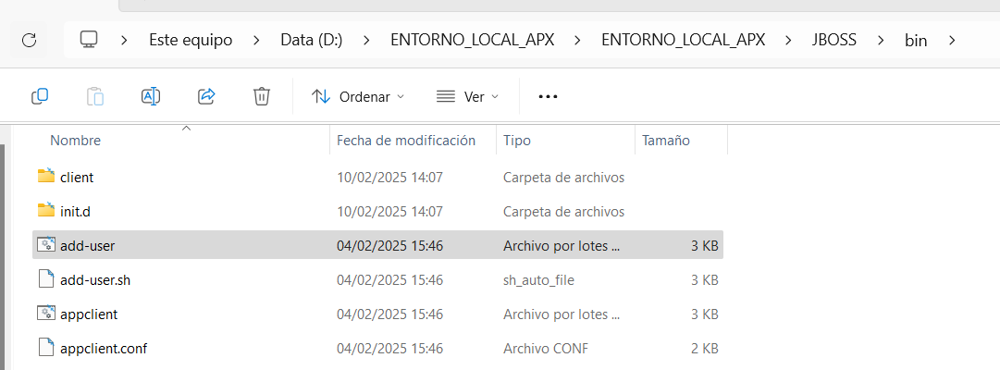 Este equipo > Data (D:) > ENTORNO_LOCAL_APX > ENTORNO_LOCAL_APX > JBOSS > bin >
Ordenar Ver
Nombre Fecha de modificación Tipo Tamaño
client 10/02/2025 14:07 Carpeta de archivos
init.d 10/02/2025 14:07 Carpeta de archivos
add-user 04/02/2025 15:46 Archivo por lotes ... 3 KB
add-user.sh 04/02/2025 15:46 sh_auto_file 3 KB
appclient 04/02/2025 15:46 Archivo por lotes ... 3 KB
appclient.conf 04/02/2025 15:46 Archivo CONF 2 KB